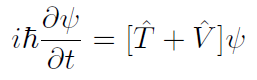 iħ ∂ψ/∂t = [T̂ + V̂]ψ